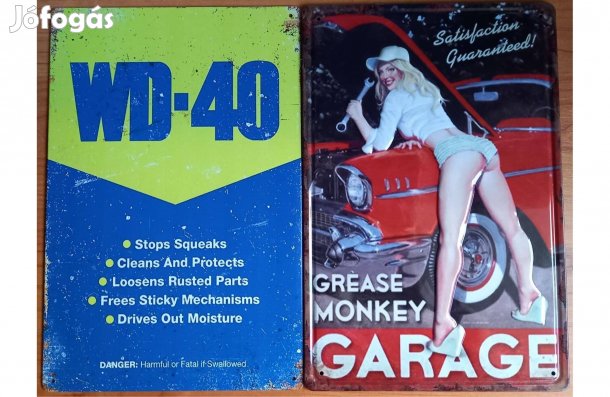 Jófogás
WD-40
Stops Squeaks
Cleans And Protects
Loosens Rusted Parts
Frees Sticky Mechanisms
Drives Out Moisture
DANGER: Harmful or Fatal if Swallowed
Satisfaction
Guaranteed!
GREASE
MONKEY
GARAGE